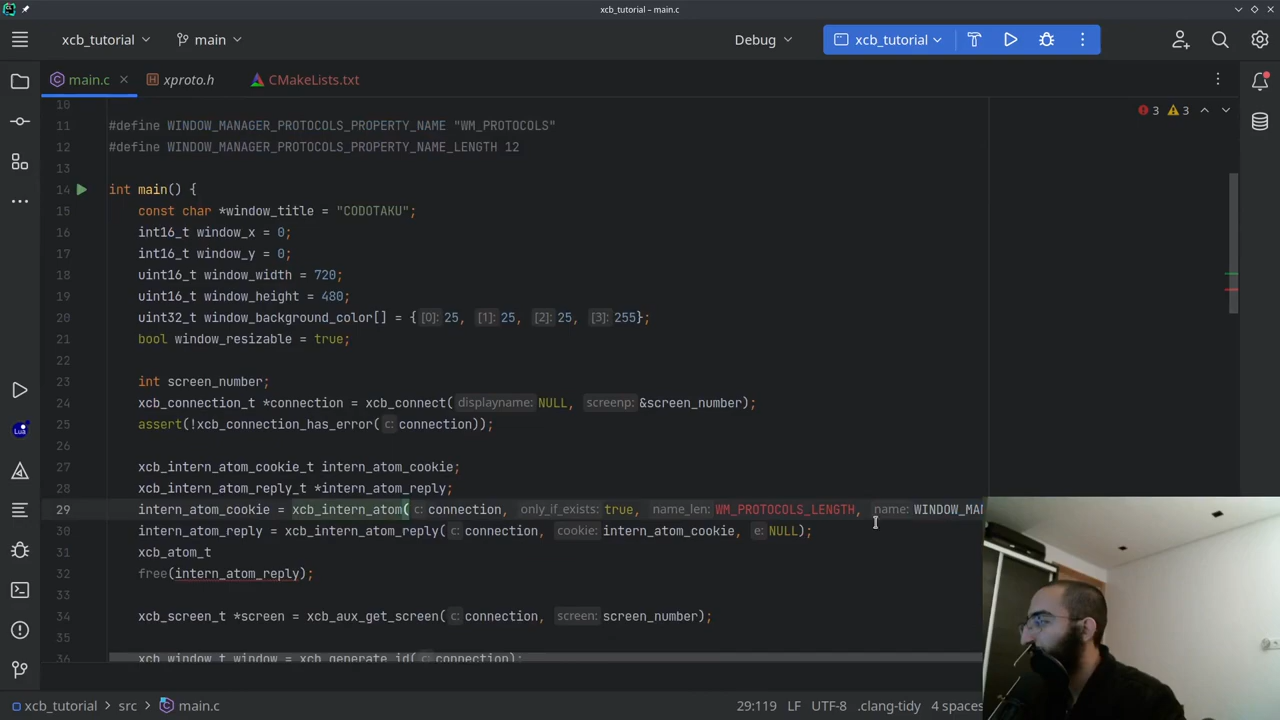 xcb_tutorial – main.c
xcb_tutorial main Debug xcb_tutorial
main.c xproto.h CMakeLists.txt
10 3 3
11 #define WINDOW_MANAGER_PROTOCOLS_PROPERTY_NAME "WM_PROTOCOLS"
12 #define WINDOW_MANAGER_PROTOCOLS_PROPERTY_NAME_LENGTH 12
13
14 int main() {
15 const char *window_title = "CODOTAKU";
16 int16_t window_x = 0;
17 int16_t window_y = 0;
18 uint16_t window_width = 720;
19 uint16_t window_height = 480;
20 uint32_t window_background_color[] = {[0]: 25, [1]: 25, [2]: 25, [3]: 255};
21 bool window_resizable = true;
22
23 int screen_number;
24 xcb_connection_t *connection = xcb_connect( displayname: NULL, screenp: &screen_number);
25 assert(!xcb_connection_has_error( c: connection));
26
27 xcb_intern_atom_cookie_t intern_atom_cookie;
28 xcb_intern_atom_reply_t *intern_atom_reply;
29 intern_atom_cookie = xcb_intern_atom( c: connection, only_if_exists: true, name_len: WM_PROTOCOLS_LENGTH, name: WINDOW_MAN
30 intern_atom_reply = xcb_intern_atom_reply( c: connection, cookie: intern_atom_cookie, e: NULL);
31 xcb_atom_t
32 free(intern_atom_reply);
34 xcb_screen_t *screen = xcb_aux_get_screen( c: connection, screen: screen_number);
35
36 xcb_window_t window = xcb_generate_id( c: connection);
Lua
xcb_tutorial > src > main.c 29:119 LF UTF-8 .clang-tidy 4 spaces